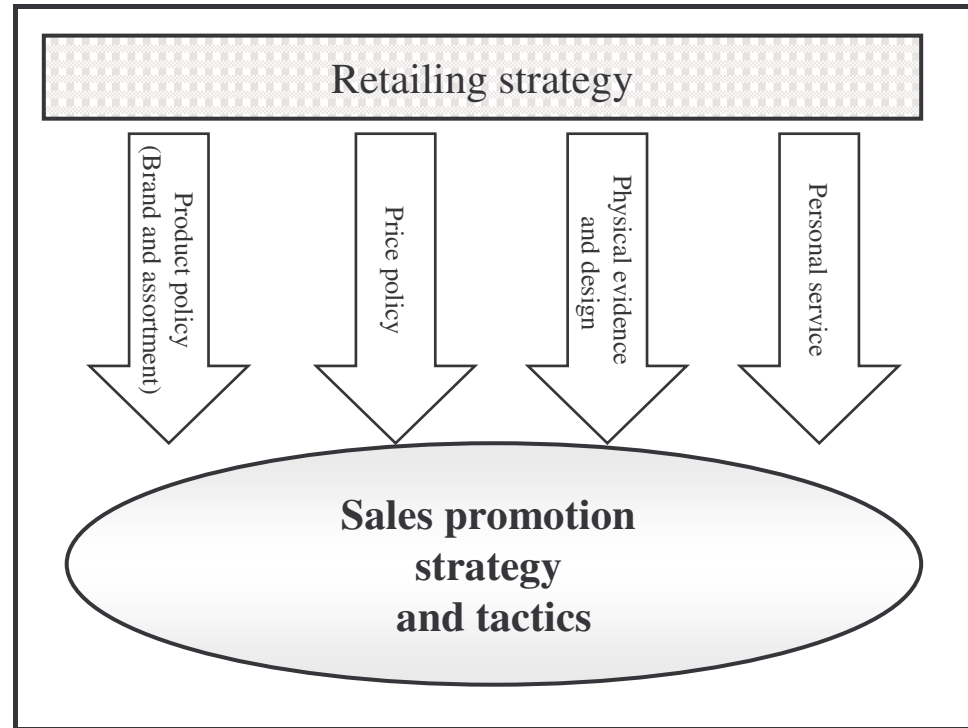 Retailing strategy
Product policy
(Brand and assortment)
Price policy
Physical evidence
and design
Personal service
Sales promotion
strategy
and tactics